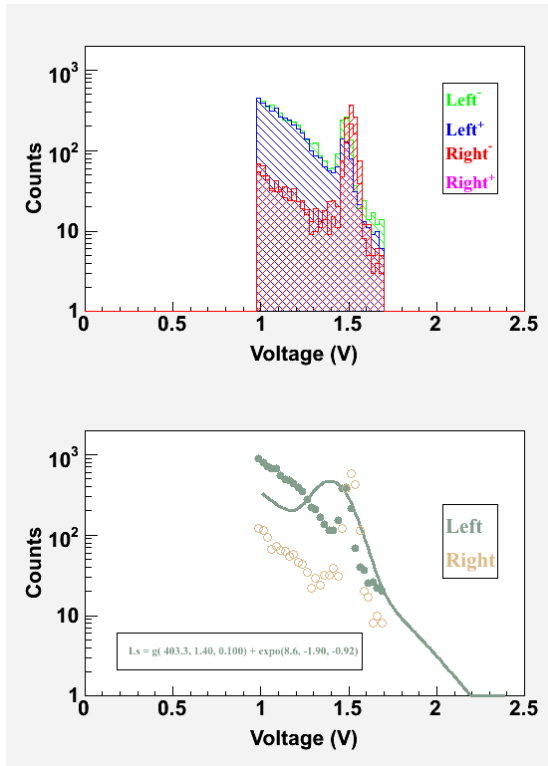 10³
10²
10
1
Counts
Left⁻
Left⁺
Right⁻
Right⁺
0 0.5 1 1.5 2 2.5
Voltage (V)
10³
10²
10
1
Counts
Left
Right
Ls = g( 403.3, 1.40, 0.100) + expo(8.6, -1.90, -0.92)
0 0.5 1 1.5 2 2.5
Voltage (V)